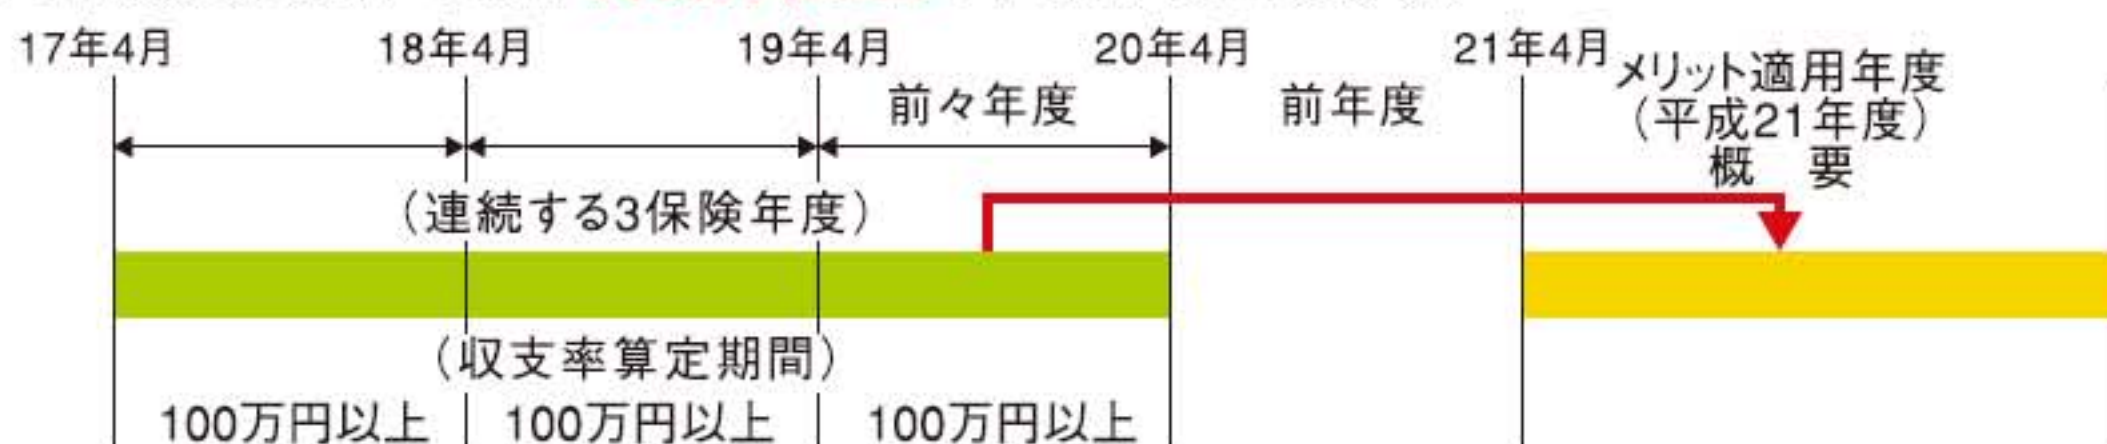 17年4月 18年4月 19年4月 20年4月 21年4月
メリット適用年度
（平成21年度）
概　要
前々年度 前年度
（連続する3保険年度）
（収支率算定期間）
100万円以上 100万円以上 100万円以上